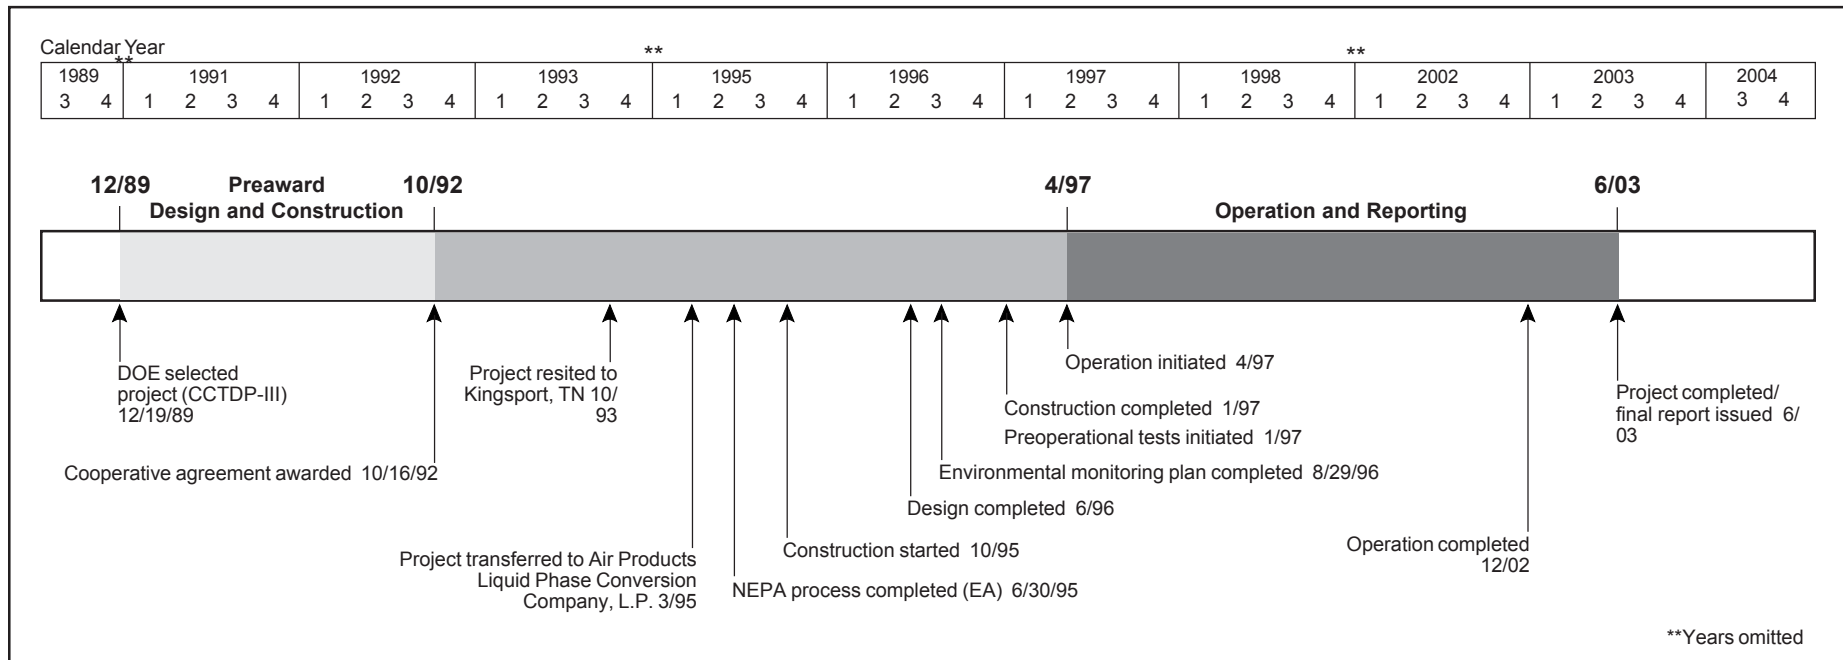 Calendar Year
** ** **
1989 1991 1992 1993 1995 1996 1997 1998 2002 2003 2004
3 4 1 2 3 4 1 2 3 4 1 2 3 4 1 2 3 4 1 2 3 4 1 2 3 4 1 2 3 4 1 2 3 4 1 2 3 4 3 4
12/89 Preaward 10/92 4/97 6/03
Design and Construction Operation and Reporting
DOE selected
project (CCTDP-III)
12/19/89
Cooperative agreement awarded 10/16/92
Project resited to
Kingsport, TN 10/
93
Project transferred to Air Products
Liquid Phase Conversion
Company, L.P. 3/95
NEPA process completed (EA) 6/30/95
Construction started 10/95
Design completed 6/96
Environmental monitoring plan completed 8/29/96
Construction completed 1/97
Preoperational tests initiated 1/97
Operation initiated 4/97
Operation completed
12/02
Project completed/
final report issued 6/
03
**Years omitted